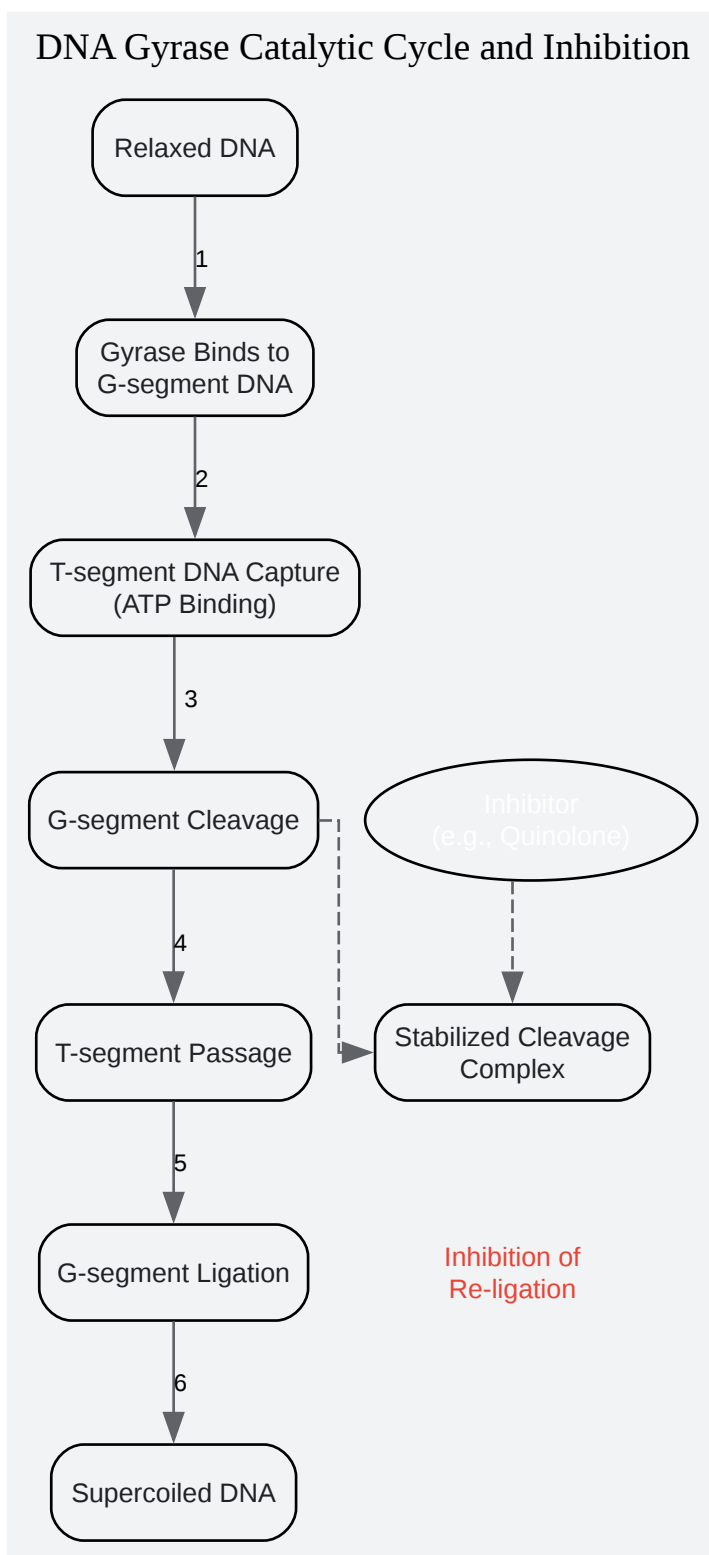 DNA Gyrase Catalytic Cycle and Inhibition
Relaxed DNA
1
Gyrase Binds to
G-segment DNA
2
T-segment DNA Capture
(ATP Binding)
3
G-segment Cleavage
Inhibitor
(e.g., Quinolone)
4
T-segment Passage
Stabilized Cleavage
Complex
5
G-segment Ligation
Inhibition of
Re-ligation
6
Supercoiled DNA